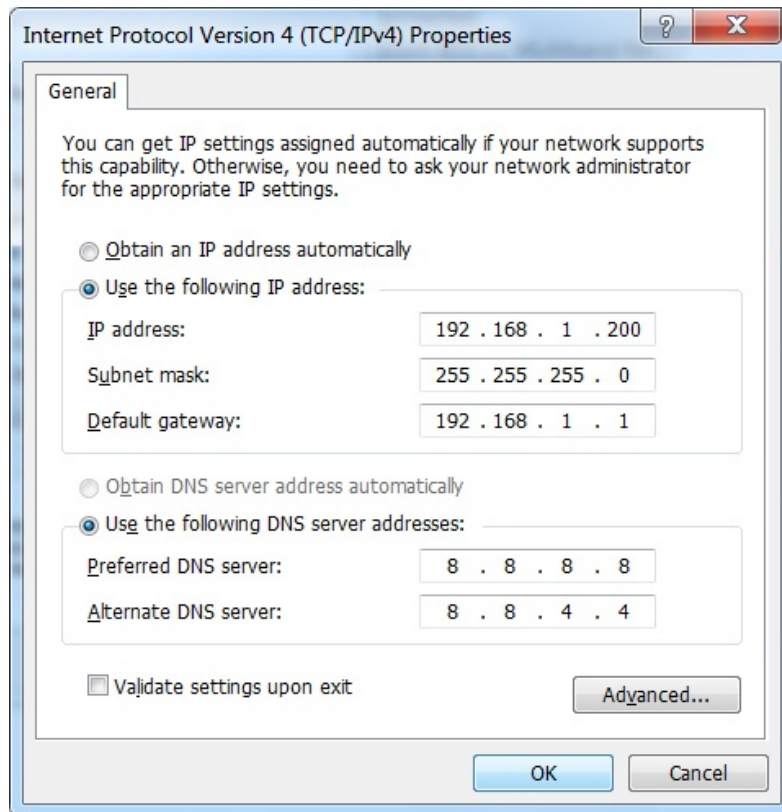 Internet Protocol Version 4 (TCP/IPv4) Properties
General
You can get IP settings assigned automatically if your network supports
this capability. Otherwise, you need to ask your network administrator
for the appropriate IP settings.
Obtain an IP address automatically
Use the following IP address:
IP address: 192 . 168 . 1 . 200
Subnet mask: 255 . 255 . 255 . 0
Default gateway: 192 . 168 . 1 . 1
Obtain DNS server address automatically
Use the following DNS server addresses:
Preferred DNS server: 8 . 8 . 8 . 8
Alternate DNS server: 8 . 8 . 4 . 4
Validate settings upon exit
Advanced...
OK Cancel